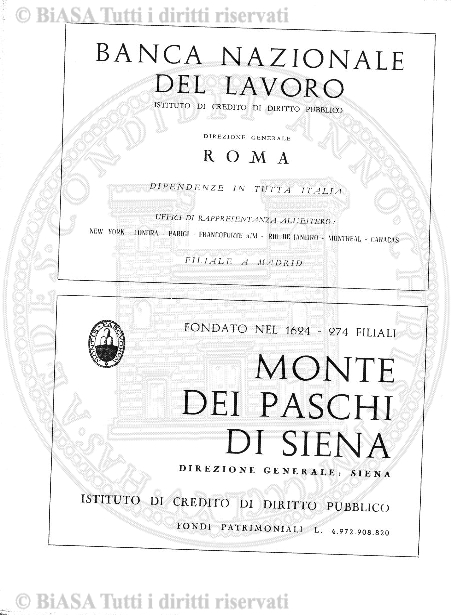 © BiASA Tutti i diritti riservati
BANCA NAZIONALE
DEL LAVORO
ISTITUTO DI CREDITO DI DIRITTO PUBBLICO
DIREZIONE GENERALE
ROMA
DIPENDENZE IN TUTTA ITALIA
UFFICI DI RAPPRESENTANZA ALL'ESTERO:
NEW YORK - LONDRA - PARIGI - FRANCOFORTE s/M - RIO DE JANEIRO - MONTREAL - CARACAS
FILIALE A MADRID
FONDATO NEL 1624 - 274 FILIALI
MONTE
DEI PASCHI
DI SIENA
DIREZIONE GENERALE: SIENA
ISTITUTO DI CREDITO DI DIRITTO PUBBLICO
FONDI PATRIMONIALI L. 4.972.908.820
© BiASA Tutti i diritti riservati